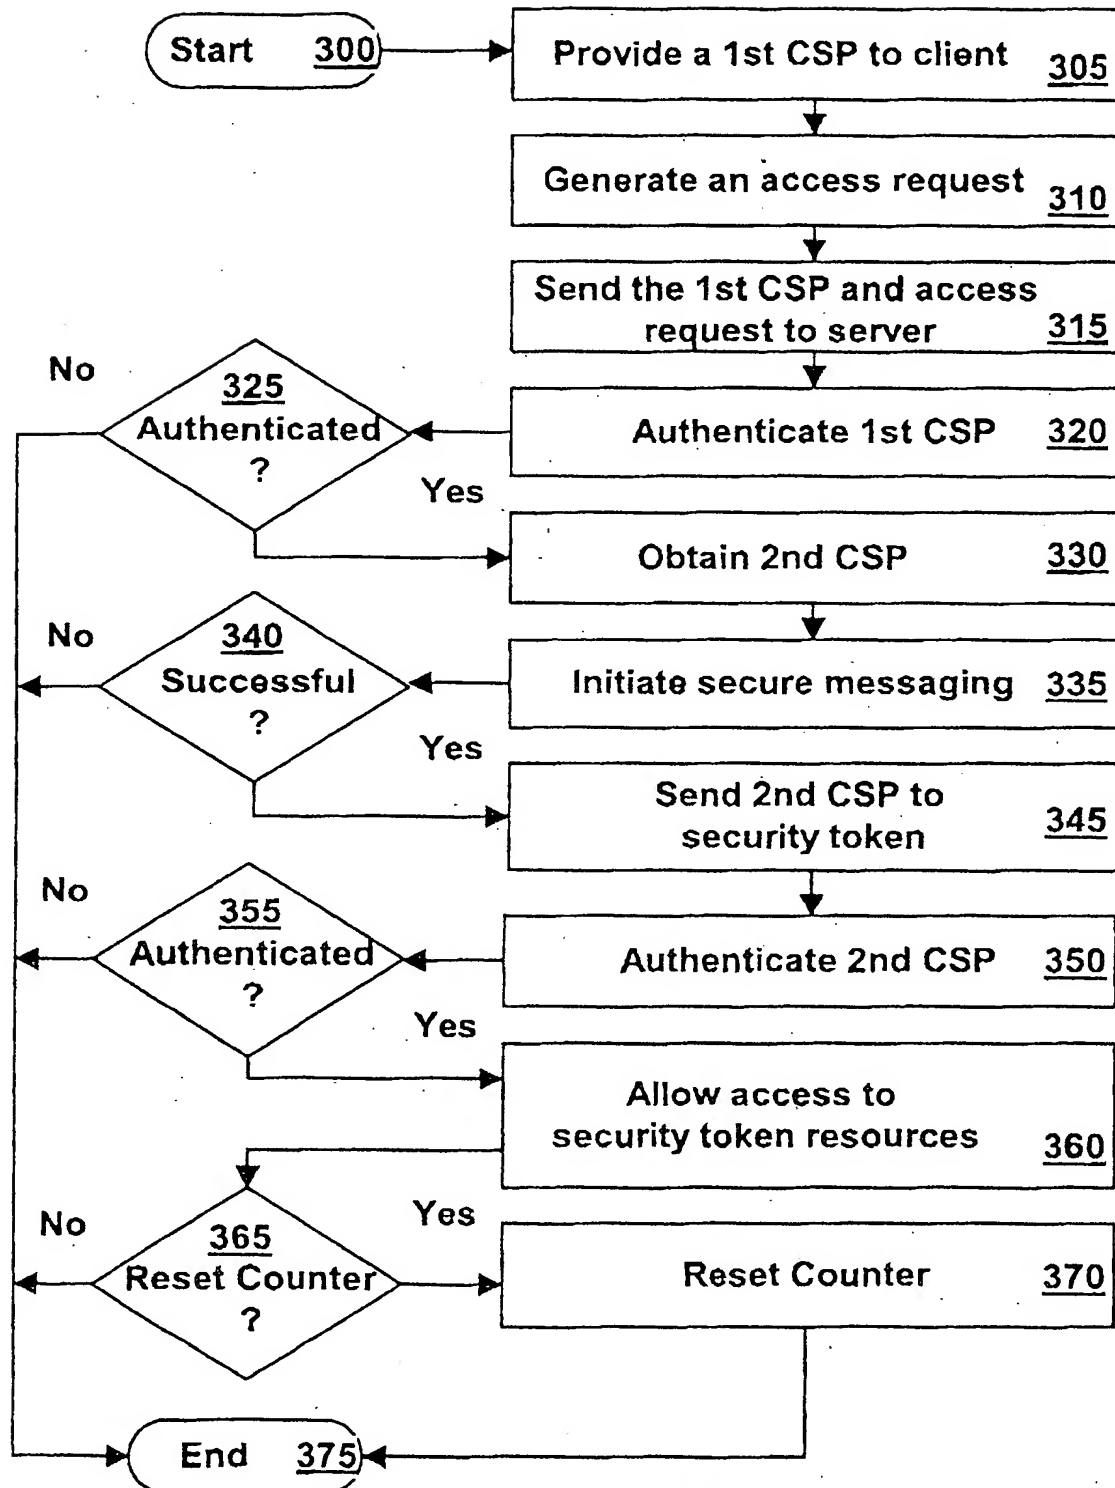 Start 300
Provide a 1st CSP to client 305
Generate an access request 310
Send the 1st CSP and access
request to server 315
No
325
Authenticated
?
Yes
Authenticate 1st CSP 320
Obtain 2nd CSP 330
No
340
Successful
?
Yes
Initiate secure messaging 335
Send 2nd CSP to
security token 345
No
355
Authenticated
?
Yes
Authenticate 2nd CSP 350
Allow access to
security token resources 360
No
365
Reset Counter
?
Yes
Reset Counter 370
End 375